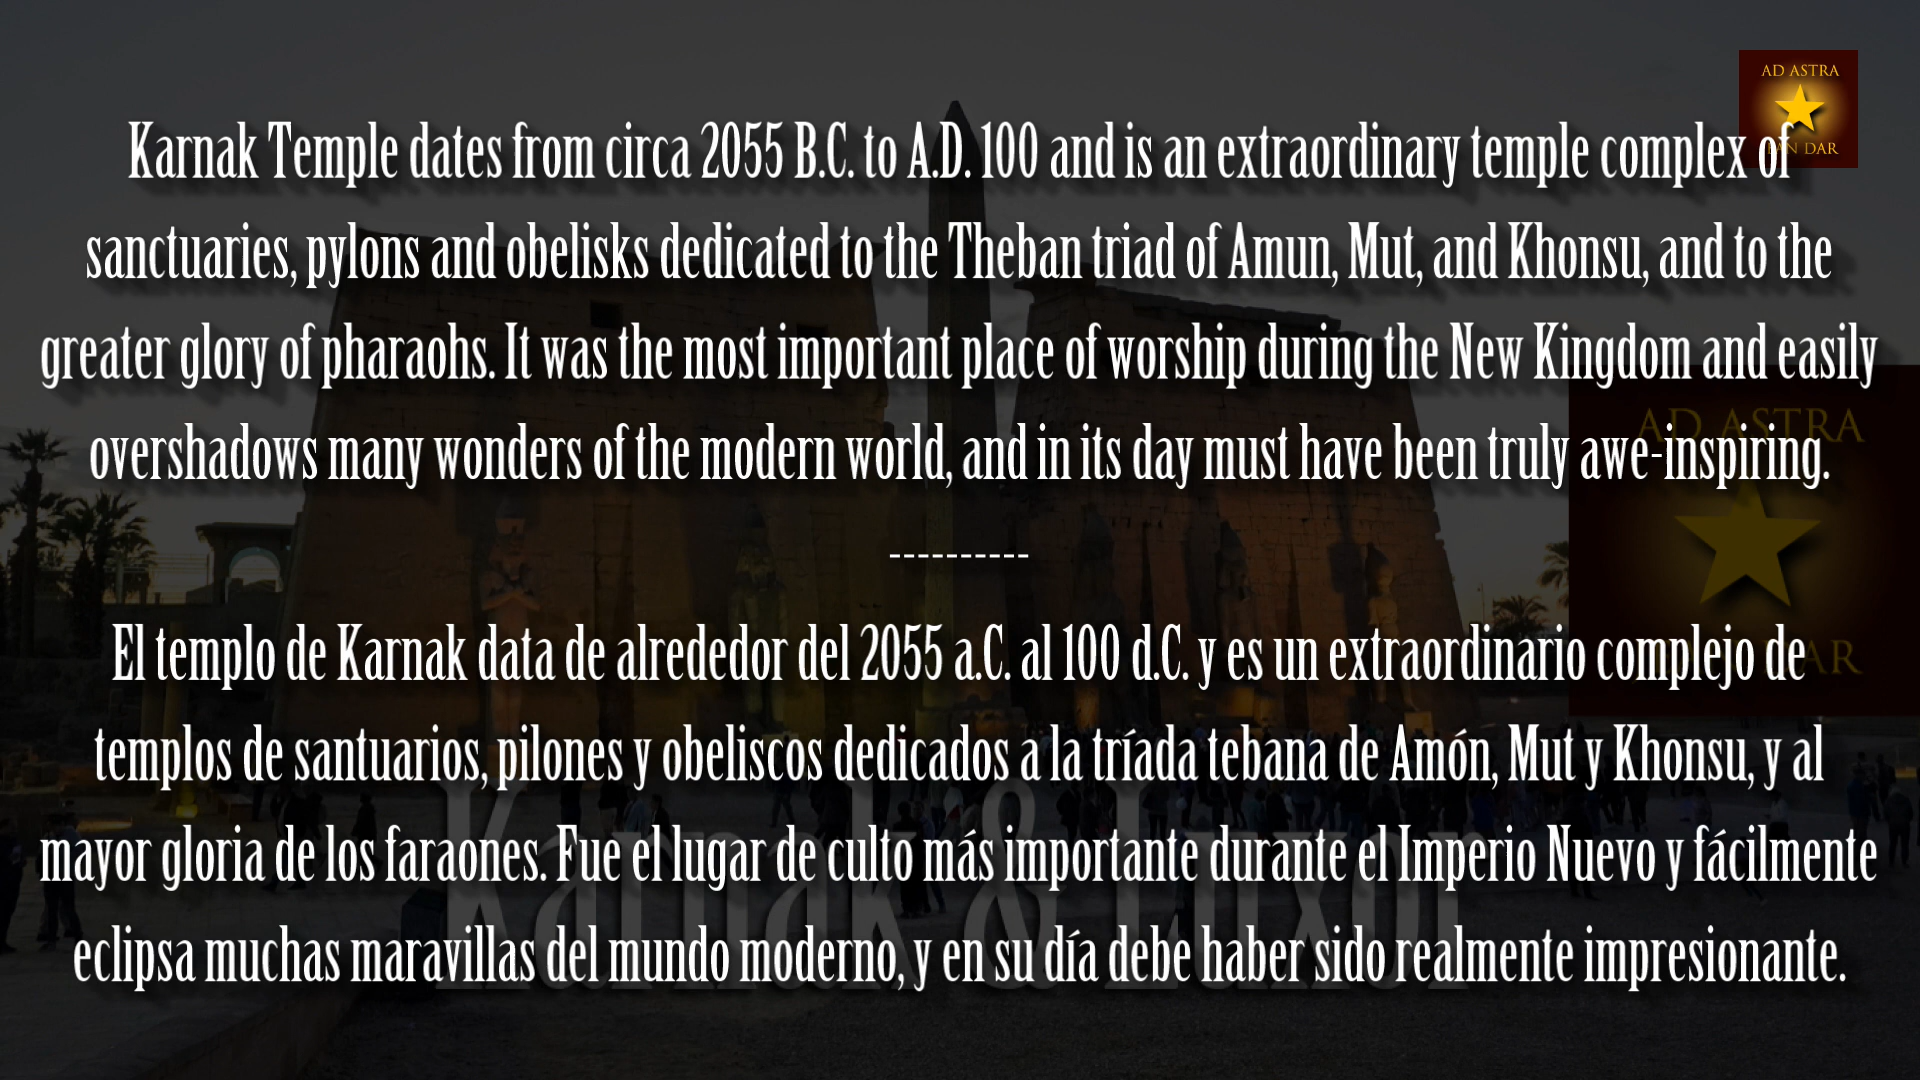 AD ASTRA
Karnak Temple dates from circa 2055 B.C. to A.D. 100 and is an extraordinary temple complex of
sanctuaries, pylons and obelisks dedicated to the Theban triad of Amun, Mut, and Khonsu, and to the
greater glory of pharaohs. It was the most important place of worship during the New Kingdom and easily
overshadows many wonders of the modern world, and in its day must have been truly awe-inspiring.
AD ASTRA
----------
El templo de Karnak data de alrededor del 2055 a.C. al 100 d.C. y es un extraordinario complejo de
templos de santuarios, pilones y obeliscos dedicados a la tríada tebana de Amón, Mut y Khonsu, y al
mayor gloria de los faraones. Fue el lugar de culto más importante durante el Imperio Nuevo y fácilmente
eclipsa muchas maravillas del mundo moderno, y en su día debe haber sido realmente impresionante.
Karnak & Luxor